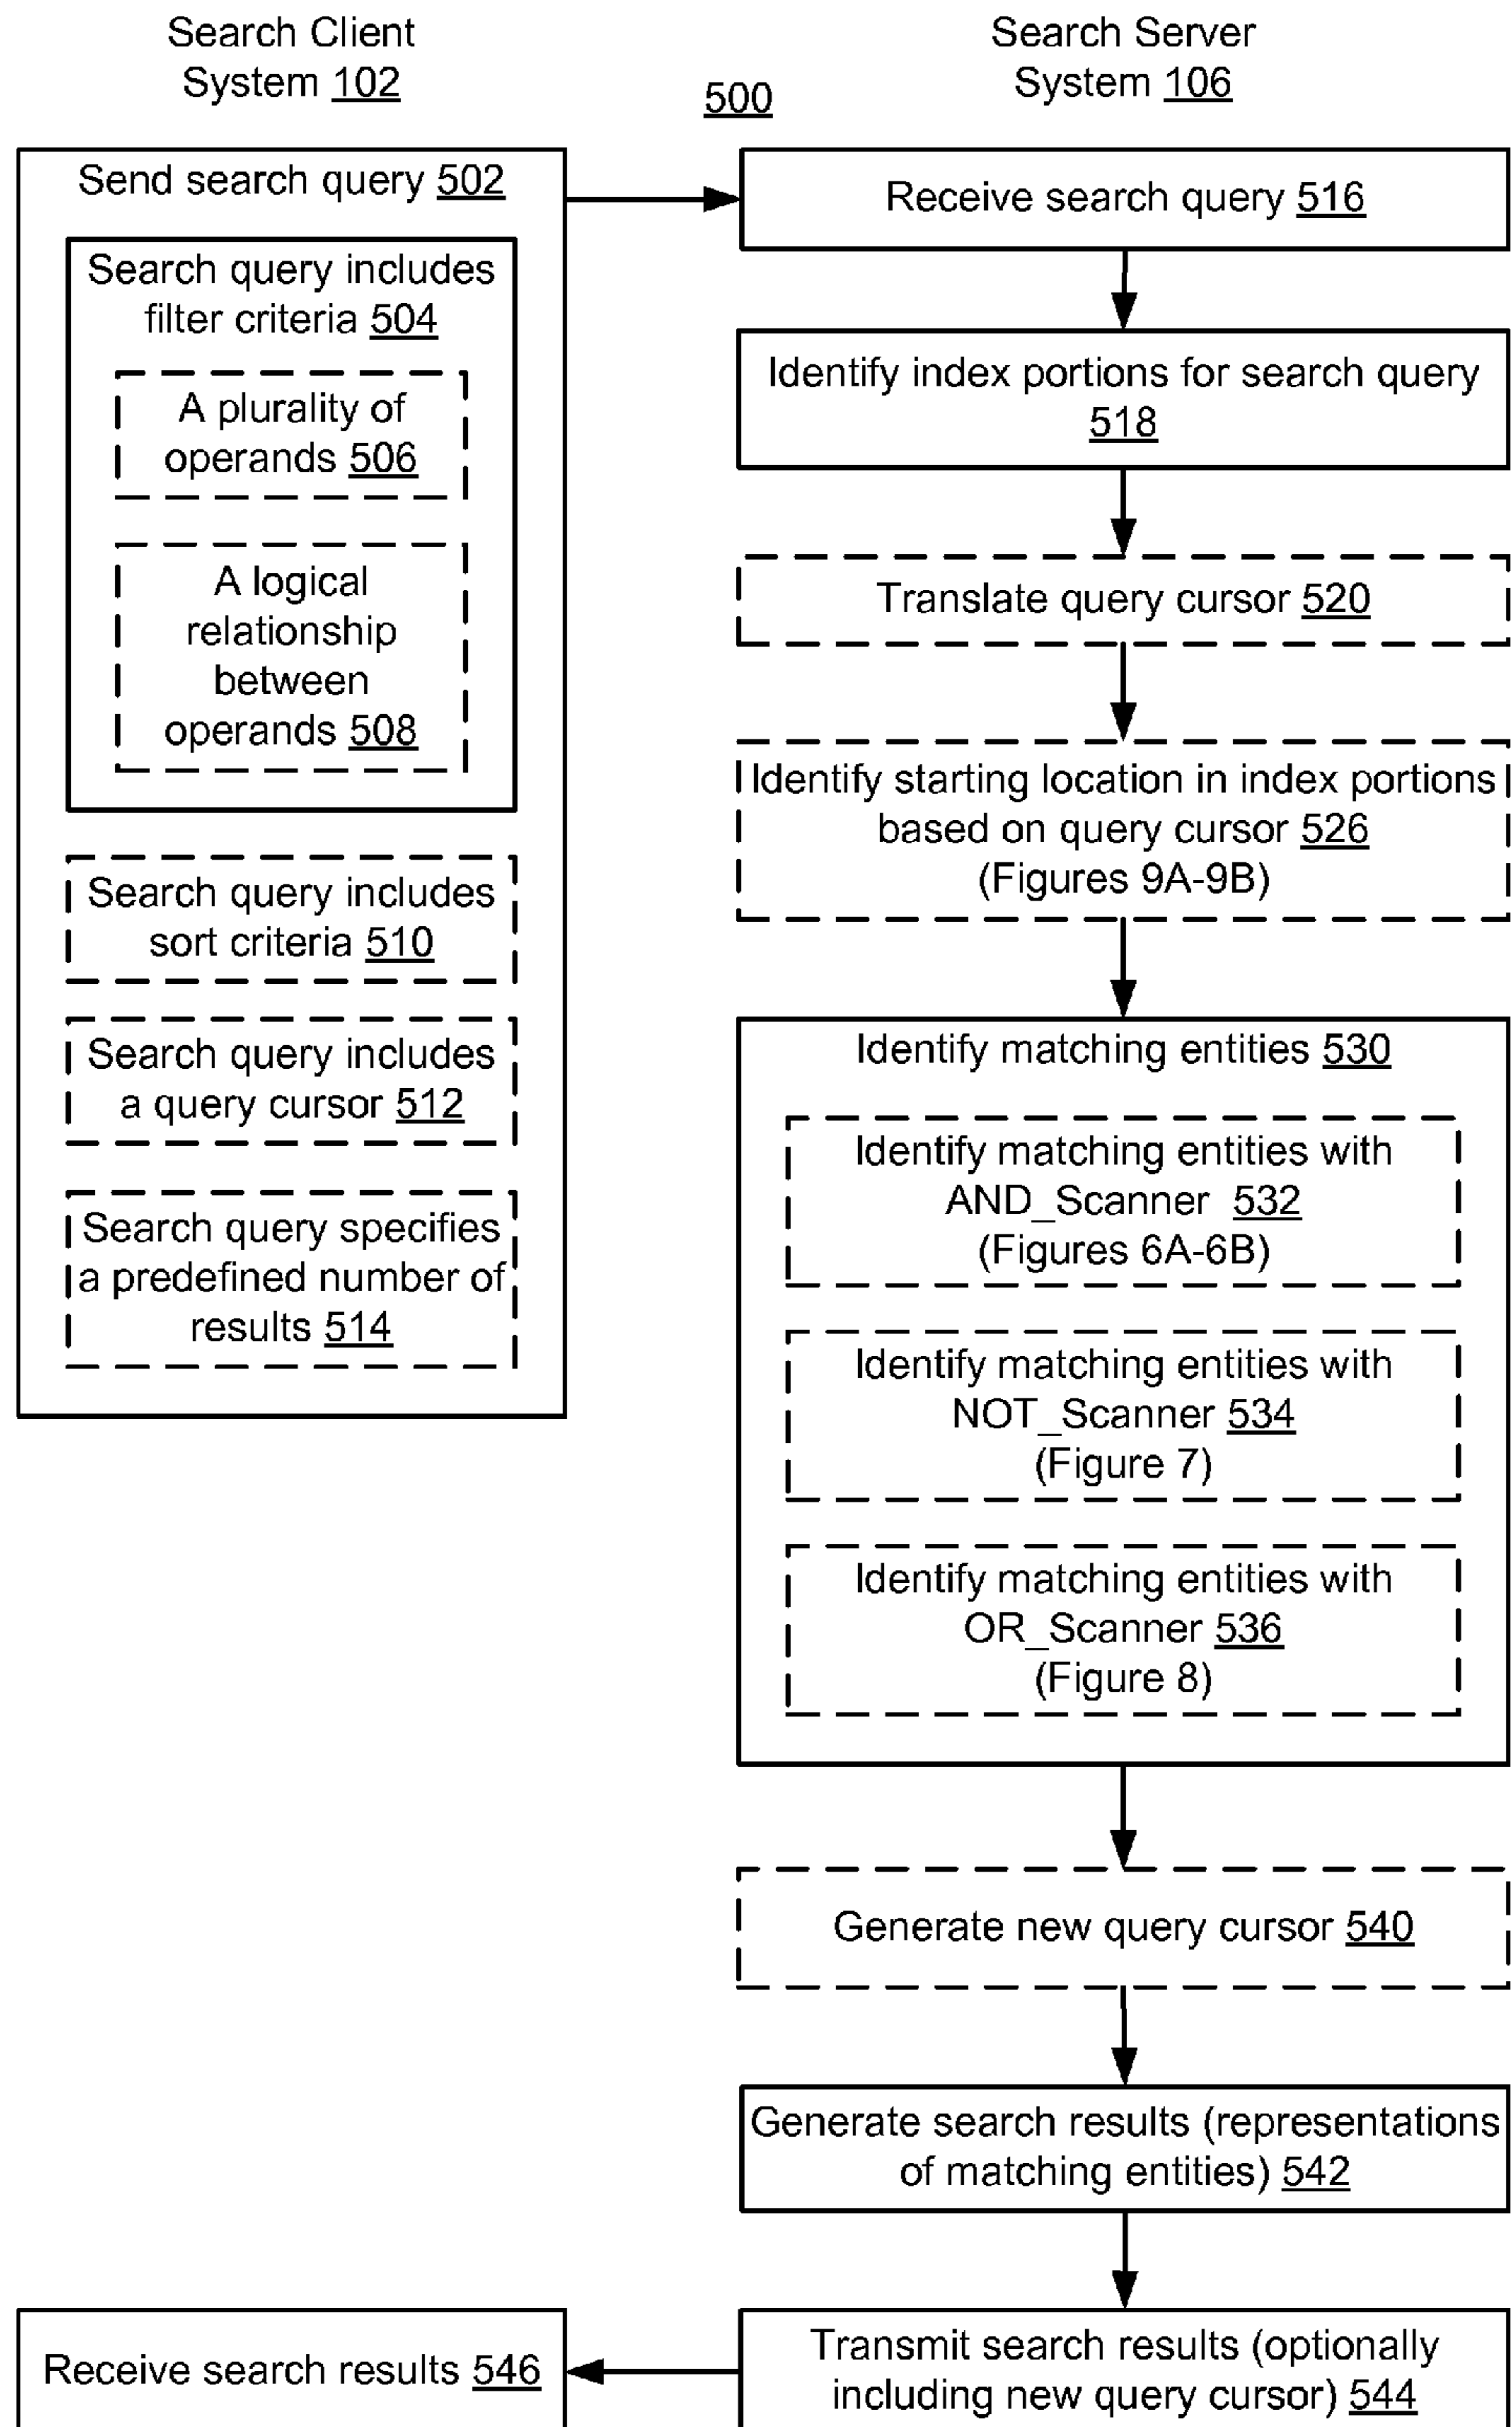 Search Client
System 102
Search Server
System 106
500
Send search query 502
Search query includes
filter criteria 504
A plurality of
operands 506
A logical
relationship
between
operands 508
Search query includes
sort criteria 510
Search query includes
a query cursor 512
Search query specifies
a predefined number of
results 514
Receive search query 516
Identify index portions for search query
518
Translate query cursor 520
Identify starting location in index portions
based on query cursor 526
(Figures 9A-9B)
Identify matching entities 530
Identify matching entities with
AND_Scanner 532
(Figures 6A-6B)
Identify matching entities with
NOT_Scanner 534
(Figure 7)
Identify matching entities with
OR_Scanner 536
(Figure 8)
Generate new query cursor 540
Generate search results (representations
of matching entities) 542
Transmit search results (optionally
including new query cursor) 544
Receive search results 546